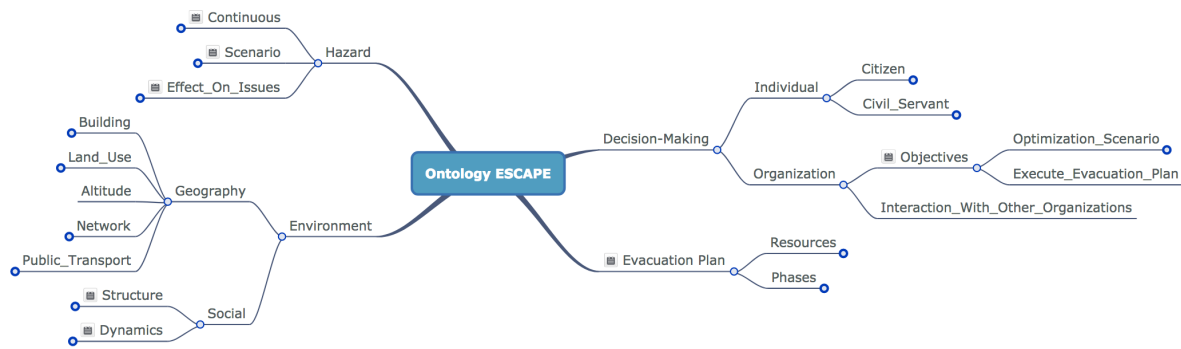 Continuous
Scenario
Hazard
Effect_On_Issues
Building
Land_Use
Altitude
Geography
Network
Public_Transport
Environment
Structure
Social
Dynamics
Ontology ESCAPE
Decision-Making
Individual
Citizen
Civil_Servant
Organization
Objectives
Optimization_Scenario
Execute_Evacuation_Plan
Interaction_With_Other_Organizations
Evacuation Plan
Resources
Phases